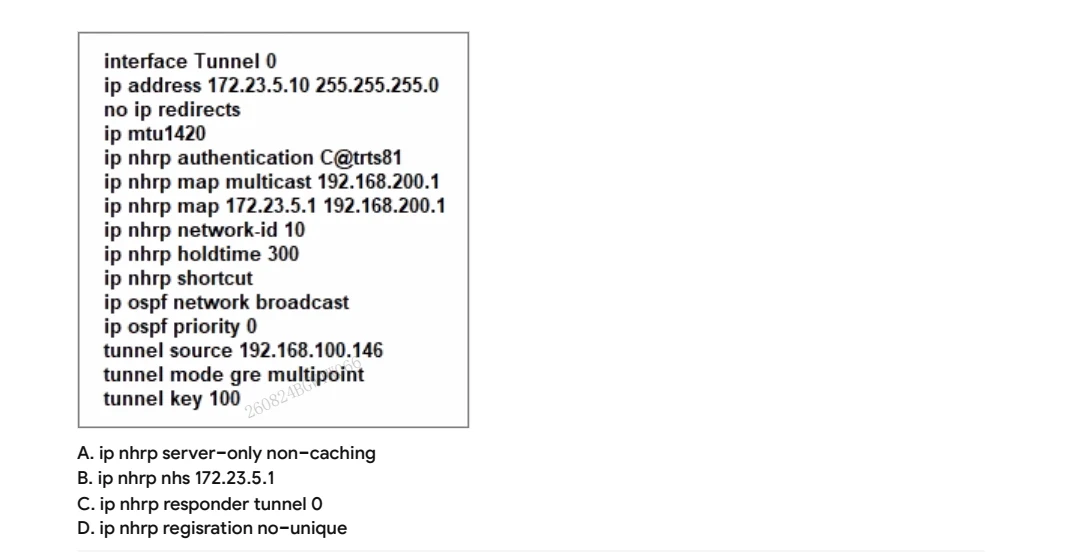 interface Tunnel 0
ip address 172.23.5.10 255.255.255.0
no ip redirects
ip mtu1420
ip nhrp authentication C@trts81
ip nhrp map multicast 192.168.200.1
ip nhrp map 172.23.5.1 192.168.200.1
ip nhrp network-id 10
ip nhrp holdtime 300
ip nhrp shortcut
ip ospf network broadcast
ip ospf priority 0
tunnel source 192.168.100.146
tunnel mode gre multipoint
tunnel key 100
A. ip nhrp server-only non-caching
B. ip nhrp nhs 172.23.5.1
C. ip nhrp responder tunnel 0
D. ip nhrp regisration no-unique